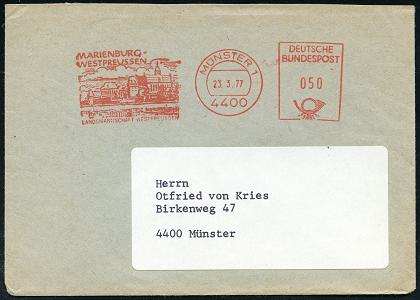 MARIENBURG-
WESTPREUSSEN
LANDSMANNSCHAFT WESTPREUSSEN
MÜNSTER 1
23.3.77
4400
DEUTSCHE
BUNDESPOST
050
Herrn
Otfried von Kries
Birkenweg 47
4400 Münster